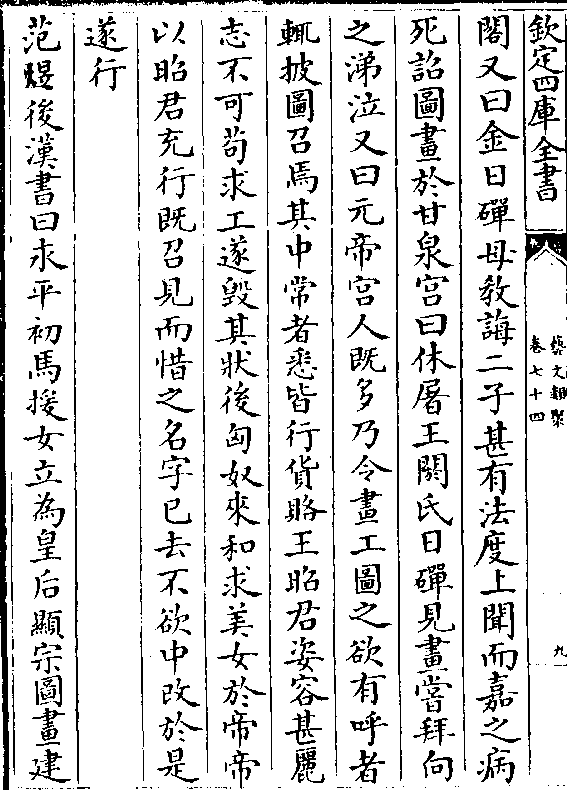 欽定四庫全書
藝文類聚
卷七十四
九
閣又曰金日磾母教誨二子甚有法度上聞而嘉之病
死詔圖畫於甘泉宮曰休屠王閼氏日磾見畫嘗拜向
之涕泣又曰元帝宮人既多乃令畫工圖之欲有呼者
輒披圖召焉其中常者悉皆行貨賂王昭君姿容甚麗
志不可苟求工遂毀其狀後匈奴來和求美女於帝帝
以昭君充行既召見而惜之名字已去不欲中改於是
遂行
范煜後漢書曰永平初馬援女立為皇后顯宗圖畫建